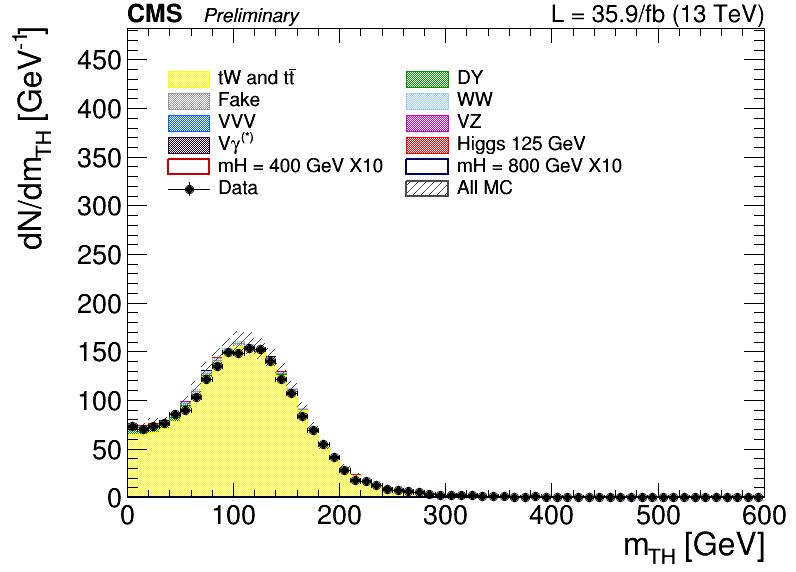 CMS Preliminary L = 35.9/fb (13 TeV)
dN/dm_TH [GeV⁻¹]
450
400
350
300
250
200
150
100
50
0
tW and tt̄ DY
Fake WW
VVV VZ
Vγ(*) Higgs 125 GeV
mH = 400 GeV X10 mH = 800 GeV X10
Data All MC
0 100 200 300 400 500 600
m_TH [GeV]